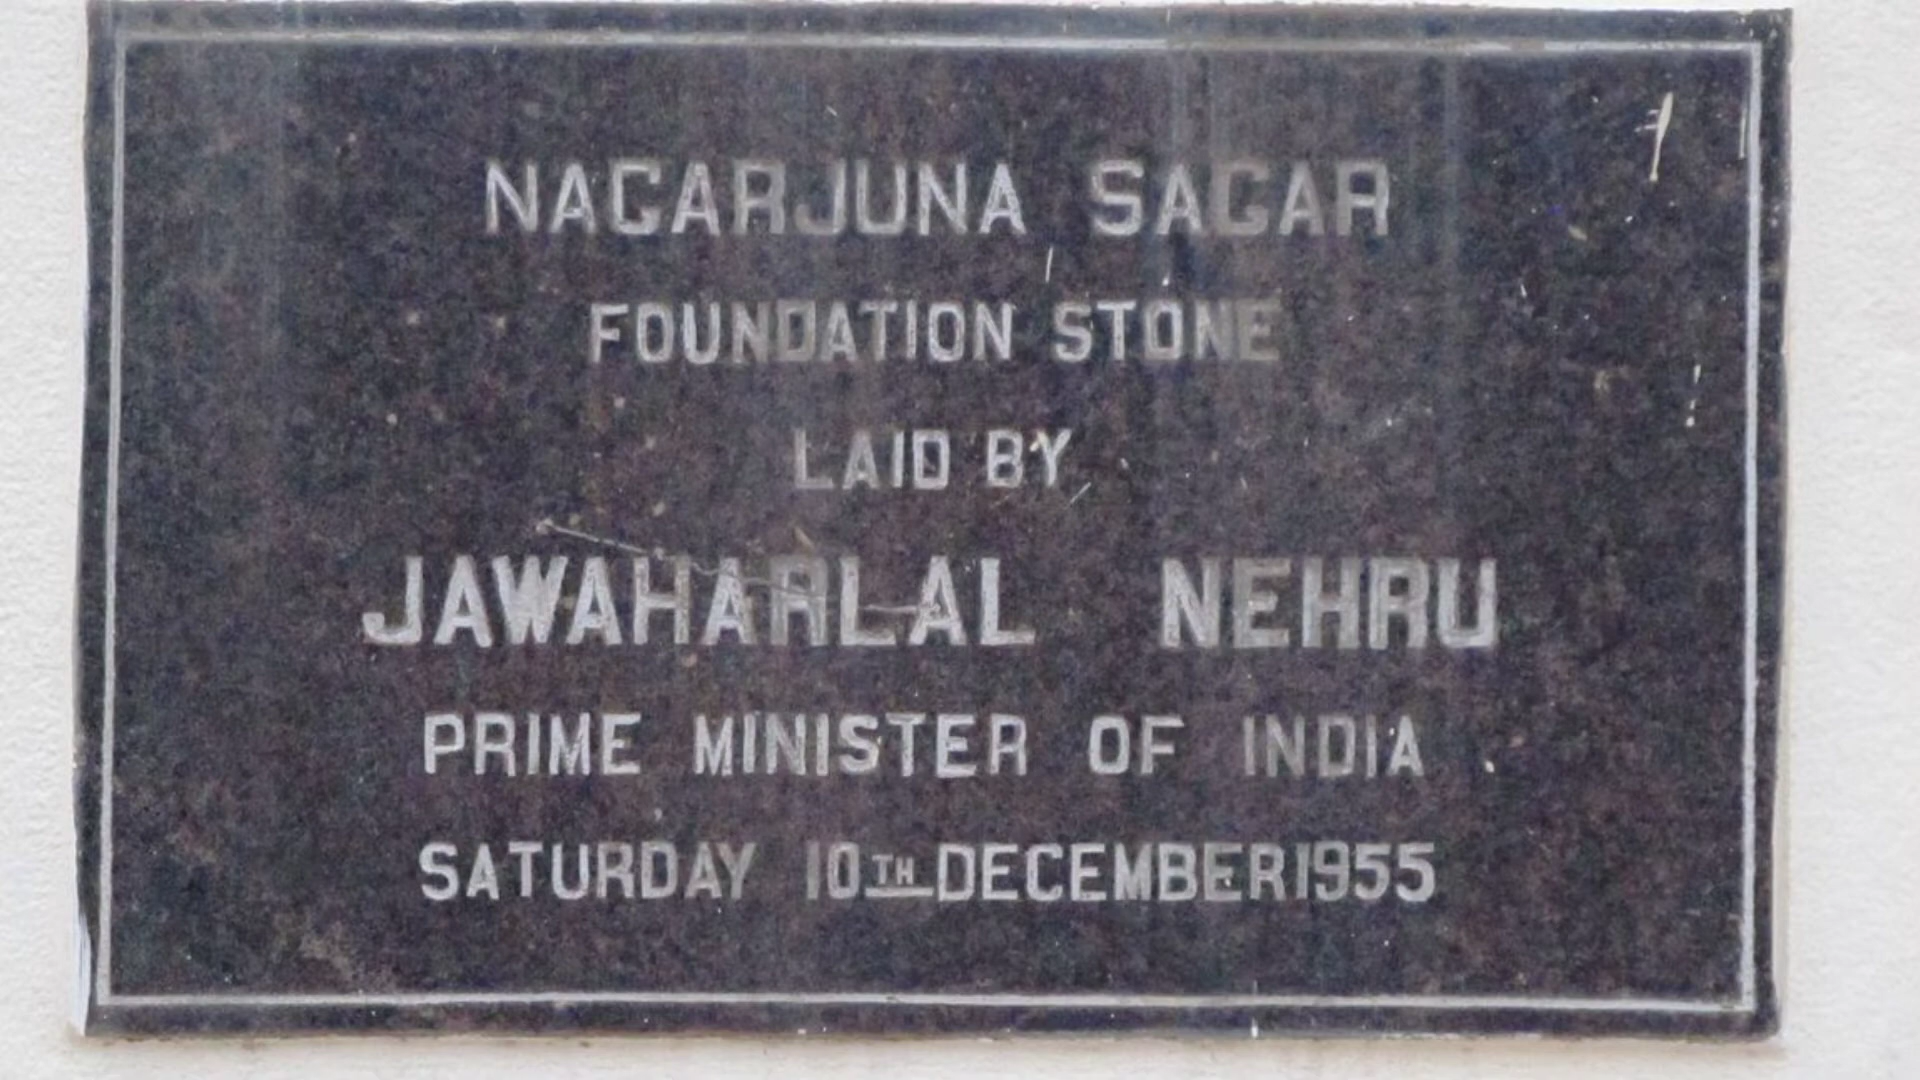 NAGARJUNA SAGAR
FOUNDATION STONE
LAID BY
JAWAHARLAL NEHRU
PRIME MINISTER OF INDIA
SATURDAY 10TH DECEMBER 1955